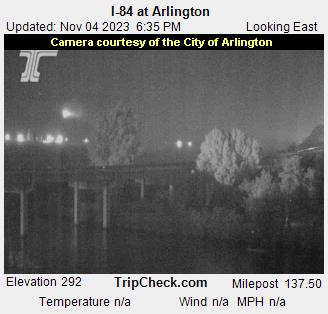 I-84 at Arlington
Updated: Nov 04 2023 6:35 PM Looking East
Camera courtesy of the City of Arlington
Elevation 292 TripCheck.com Milepost 137.50
Temperature n/a Wind n/a MPH n/a